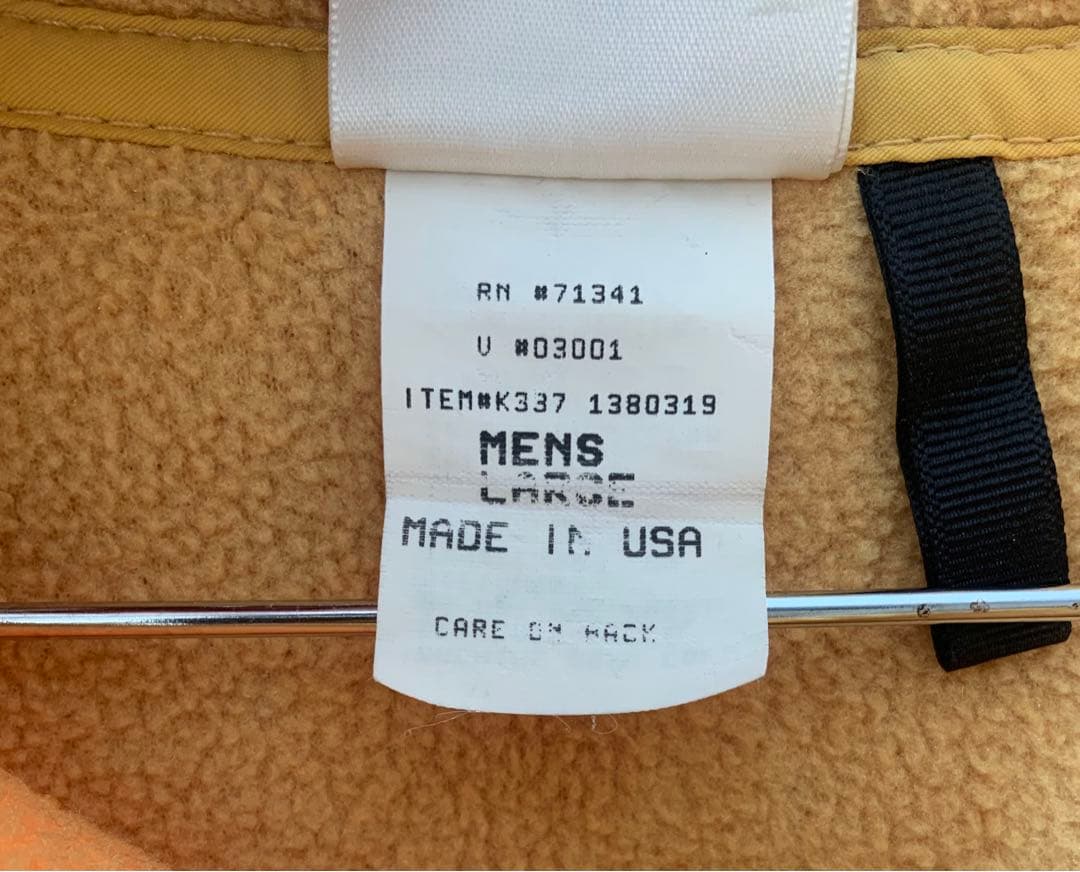 RN #71341
V #03001
ITEM#K337 1380319
MENS
LARGE
MADE IN USA
CARE ON BACK